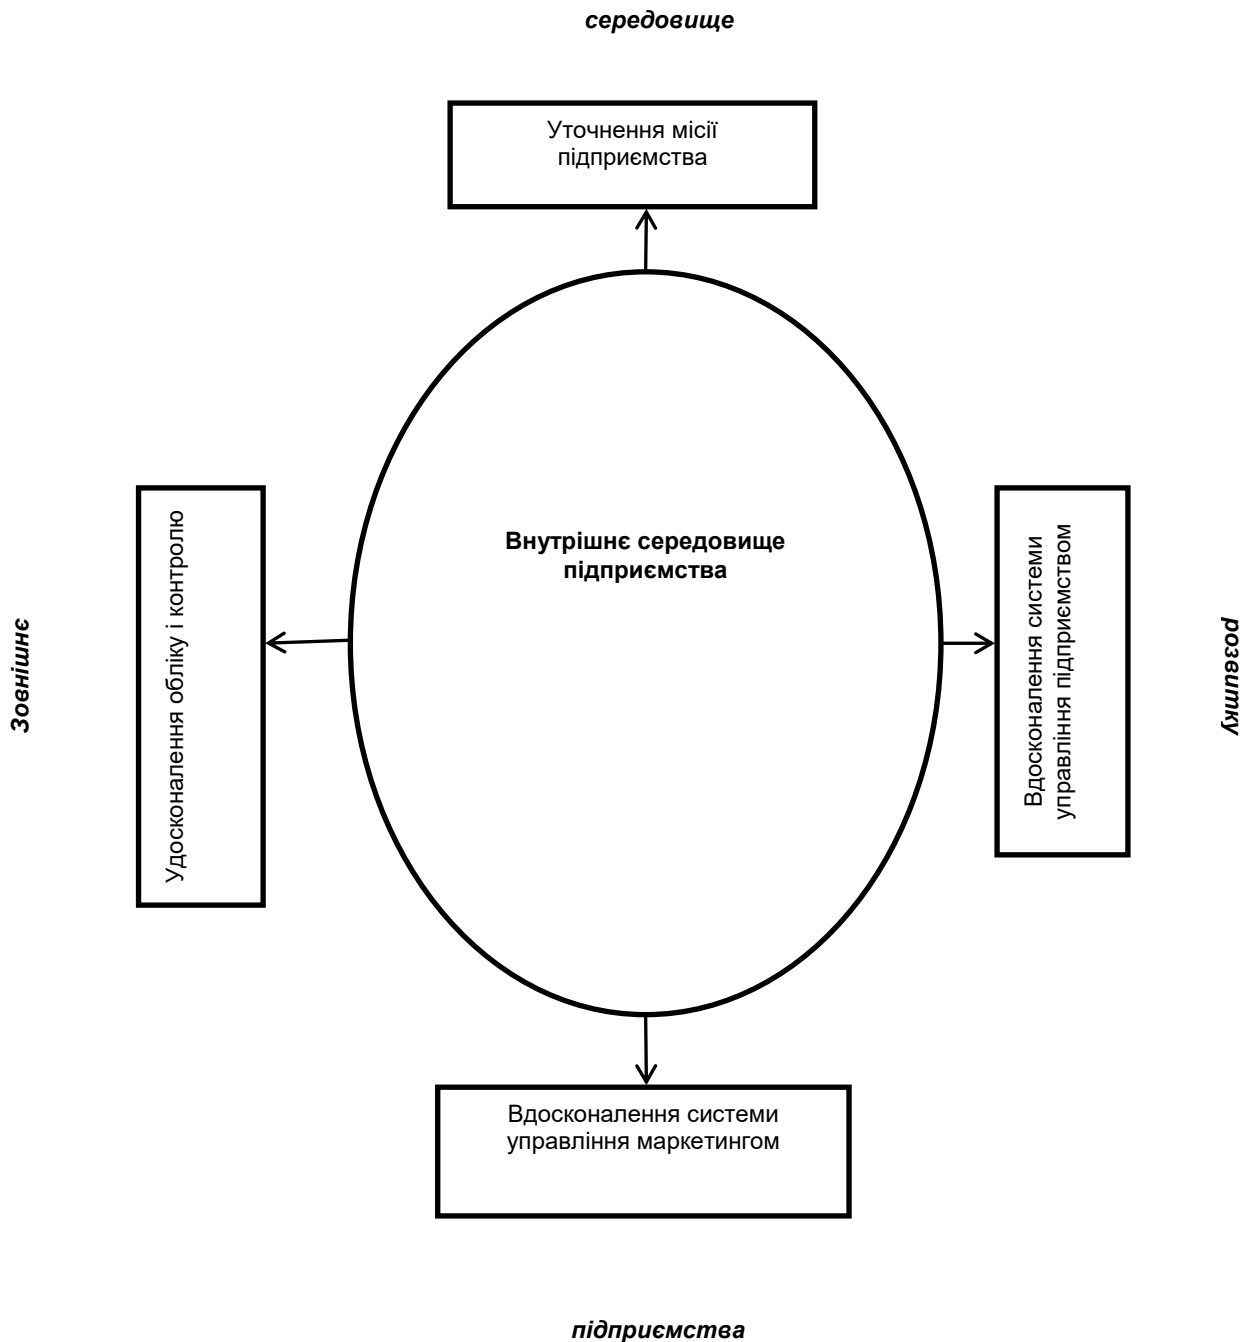 середовище
Уточнення місії
підприємства
Зовнішнє
Удосконалення обліку і контролю
Внутрішнє середовище
підприємства
Вдосконалення системи
управління підприємством
розвитку
Вдосконалення системи
управління маркетингом
підприємства